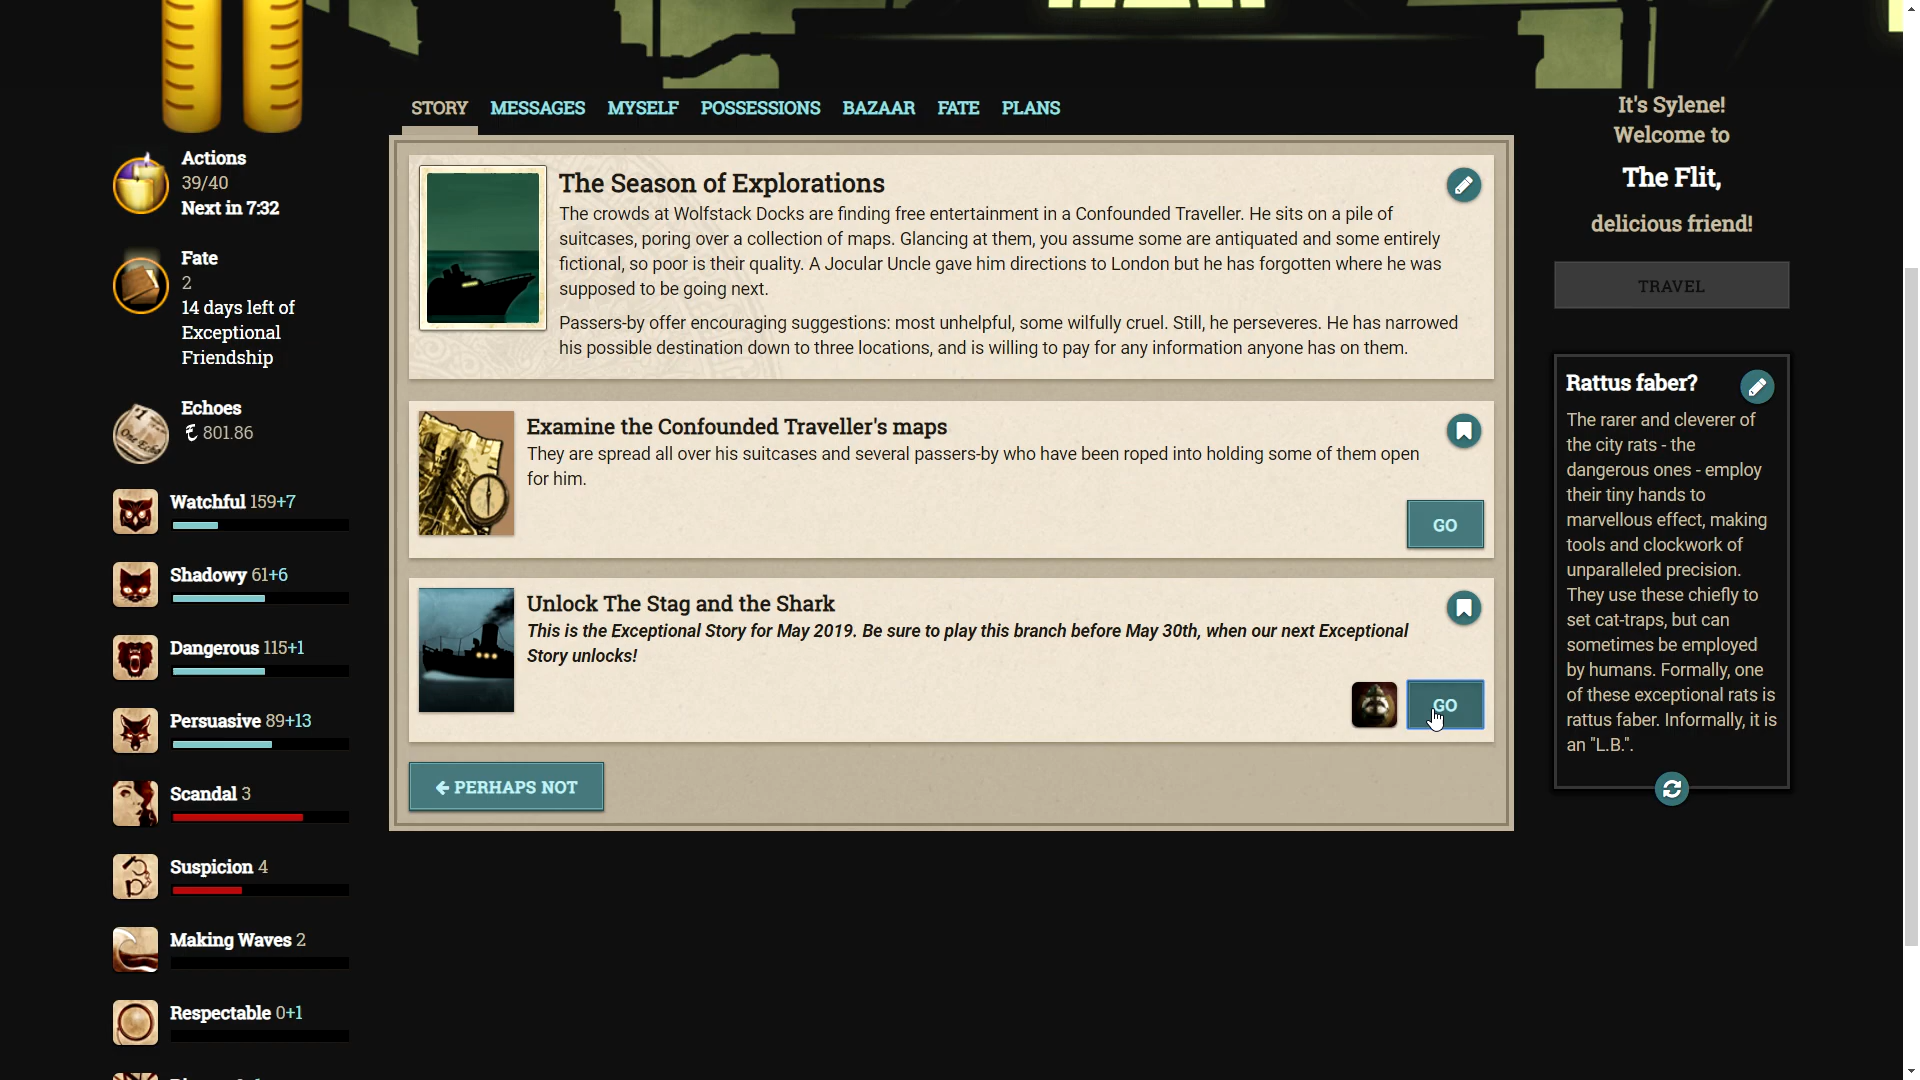 STORY MESSAGES MYSELF POSSESSIONS BAZAAR FATE PLANS
Actions
39/40
Next in 7:32
Fate
2
14 days left of
Exceptional
Friendship
Echoes
801.86
Watchful 159+7
Shadowy 61+6
Dangerous 115+1
Persuasive 89+13
Scandal 3
Suspicion 4
Making Waves 2
Respectable 0+1
The Season of Explorations
The crowds at Wolfstack Docks are finding free entertainment in a Confounded Traveller. He sits on a pile of
suitcases, poring over a collection of maps. Glancing at them, you assume some are antiquated and some entirely
fictional, so poor is their quality. A Jocular Uncle gave him directions to London but he has forgotten where he was
supposed to be going next.
Passers-by offer encouraging suggestions: most unhelpful, some wilfully cruel. Still, he perseveres. He has narrowed
his possible destination down to three locations, and is willing to pay for any information anyone has on them.
Examine the Confounded Traveller's maps
They are spread all over his suitcases and several passers-by who have been roped into holding some of them open
for him.
GO
Unlock The Stag and the Shark
This is the Exceptional Story for May 2019. Be sure to play this branch before May 30th, when our next Exceptional
Story unlocks!
GO
PERHAPS NOT
It's Sylene!
Welcome to
The Flit,
delicious friend!
TRAVEL
Rattus faber?
The rarer and cleverer of
the city rats - the
dangerous ones - employ
their tiny hands to
marvellous effect, making
tools and clockwork of
unparalleled precision.
They use these chiefly to
set cat-traps, but can
sometimes be employed
by humans. Formally, one
of these exceptional rats is
rattus faber. Informally, it is
an "L.B.".